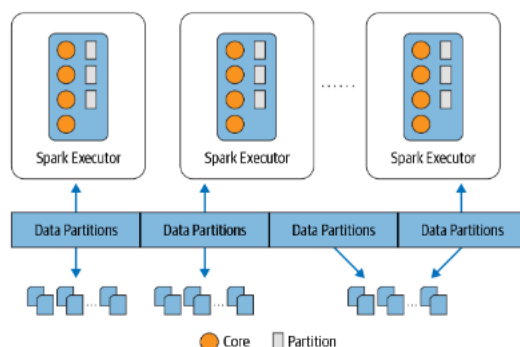 Spark Executor Spark Executor Spark Executor
Data Partitions Data Partitions Data Partitions Data Partitions
Core Partition